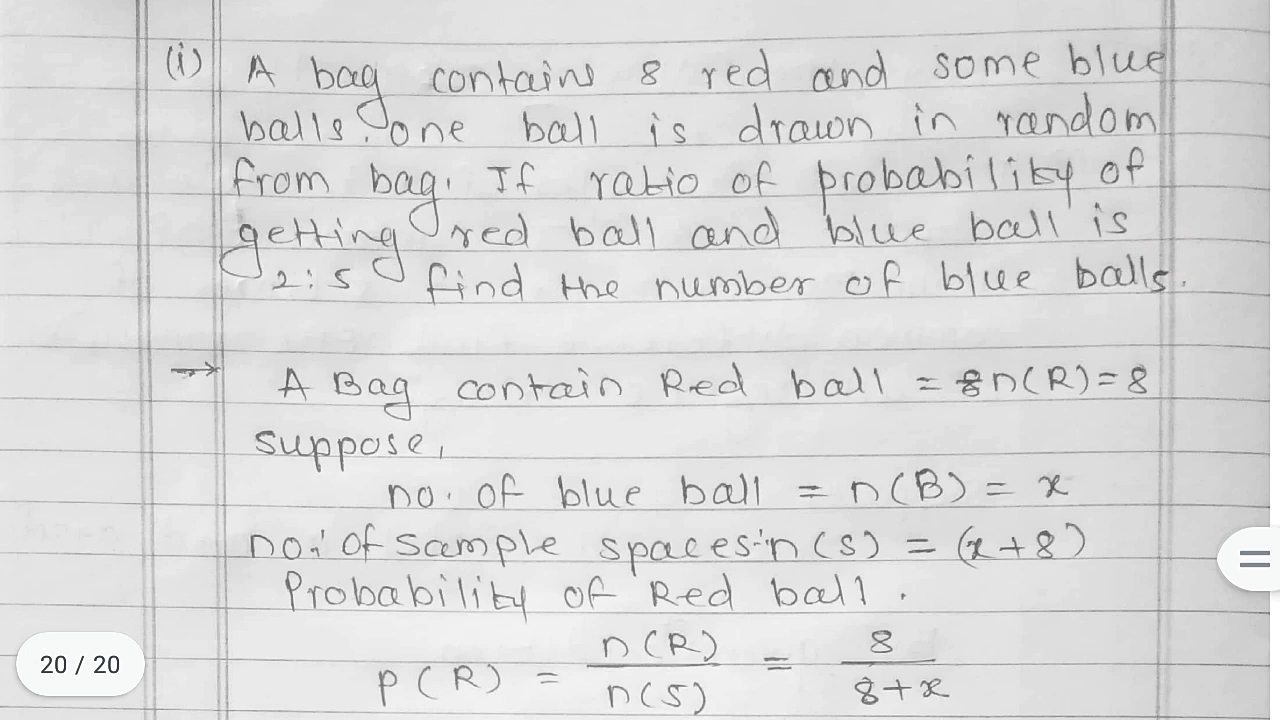 (i) A bag contains 8 red and some blue
balls. one ball is drawn in random
from bag. If ratio of probability of
getting red ball and blue ball is
2:5 find the number of blue balls.
→ A Bag contain Red ball = n(R) = 8
suppose,
no. of blue ball = n(B) = x
no. of sample spaces n(s) = (x+8)
Probability of Red ball.
P(R) = n(R)/n(S) = 8/8+x
20 / 20